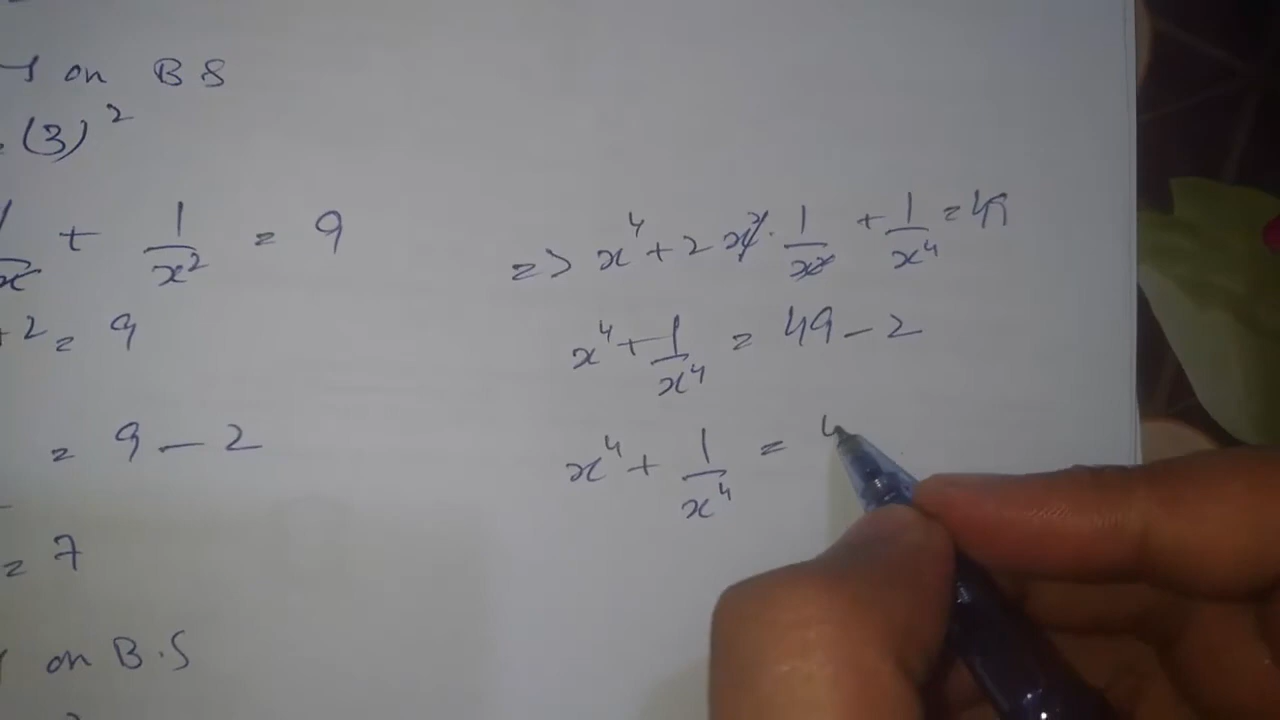 on B S
(3)²
+ 1/x² = 9
+ 2 = 9
= 9 - 2
= 7
on B.S
=> x⁴ + 2 x² · 1/x² + 1/x⁴ = 49
x⁴ + 1/x⁴ = 49 - 2
x⁴ + 1/x⁴ = 4